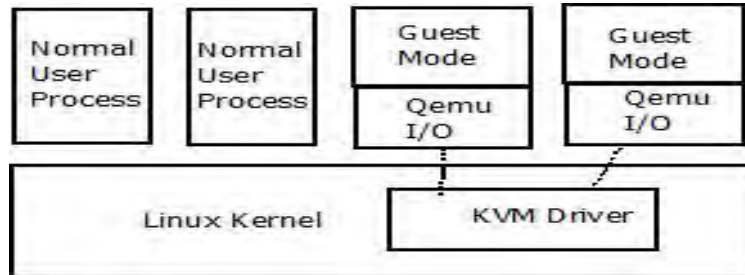 Normal
User
Process
Normal
User
Process
Guest
Mode
Qemu
I/O
Guest
Mode
Qemu
I/O
Linux Kernel
KVM Driver